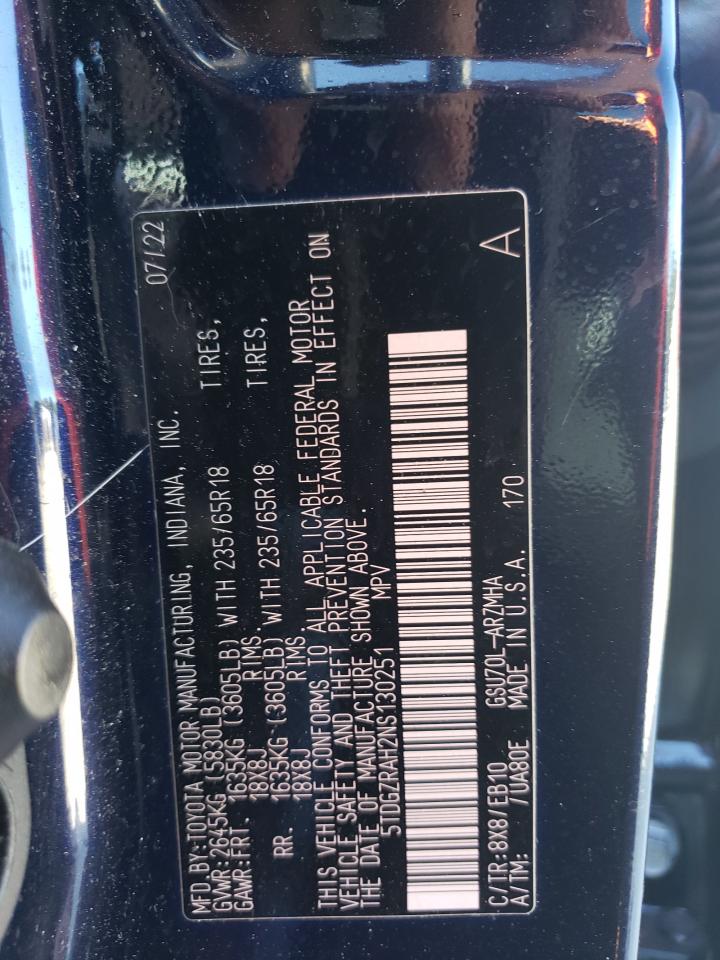 MFD.BY:TOYOTA MOTOR MANUFACTURING, INDIANA, INC. 07/22
GVWR:2645KG (5830LB)
GAWR:FRT. 1635KG (3605LB) WITH 235/65R18 TIRES,
18X8J RIMS
RR. 1635KG (3605LB) WITH 235/65R18 TIRES,
18X8J RIMS
THIS VEHICLE CONFORMS TO ALL APPLICABLE FEDERAL MOTOR
VEHICLE SAFETY AND THEFT PREVENTION STANDARDS IN EFFECT ON
THE DATE OF MANUFACTURE SHOWN ABOVE.
5TDGZRAH2NS130251 MPV
C/TR:8X8/EB10 GSU70L-ARZMHA A
A/TM: /UA80E MADE IN U.S.A. 170